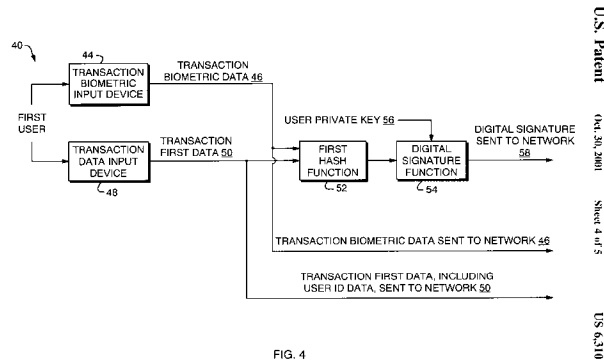 U.S. Patent
Oct. 30, 2001
Sheet 4 of 5
US 6,310
40
44
TRANSACTION
BIOMETRIC
INPUT DEVICE
TRANSACTION
BIOMETRIC DATA 46
FIRST
USER
TRANSACTION
DATA INPUT
DEVICE
48
TRANSACTION
FIRST DATA 50
USER PRIVATE KEY 56
FIRST
HASH
FUNCTION
52
DIGITAL
SIGNATURE
FUNCTION
54
DIGITAL SIGNATURE
SENT TO NETWORK
58
TRANSACTION BIOMETRIC DATA SENT TO NETWORK 46
TRANSACTION FIRST DATA, INCLUDING
USER ID DATA, SENT TO NETWORK 50
FIG. 4